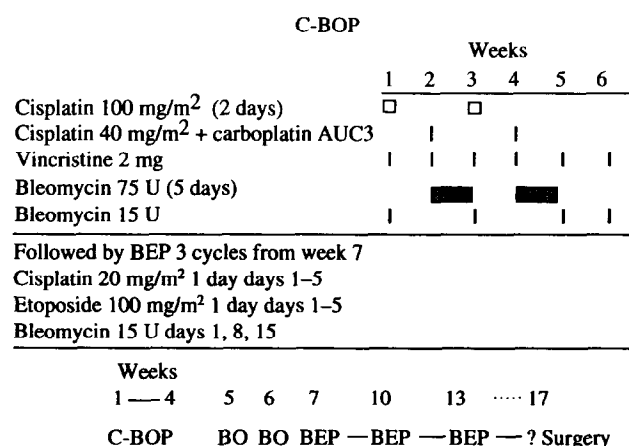 C-BOP
Weeks
1 2 3 4 5 6
Cisplatin 100 mg/m² (2 days)
Cisplatin 40 mg/m² + carboplatin AUC3
Vincristine 2 mg
Bleomycin 75 U (5 days)
Bleomycin 15 U
Followed by BEP 3 cycles from week 7
Cisplatin 20 mg/m² 1 day days 1–5
Etoposide 100 mg/m² 1 day days 1–5
Bleomycin 15 U days 1, 8, 15
Weeks
1 — 4 5 6 7 10 13 ····· 17
C-BOP BO BO BEP —BEP —BEP —? Surgery